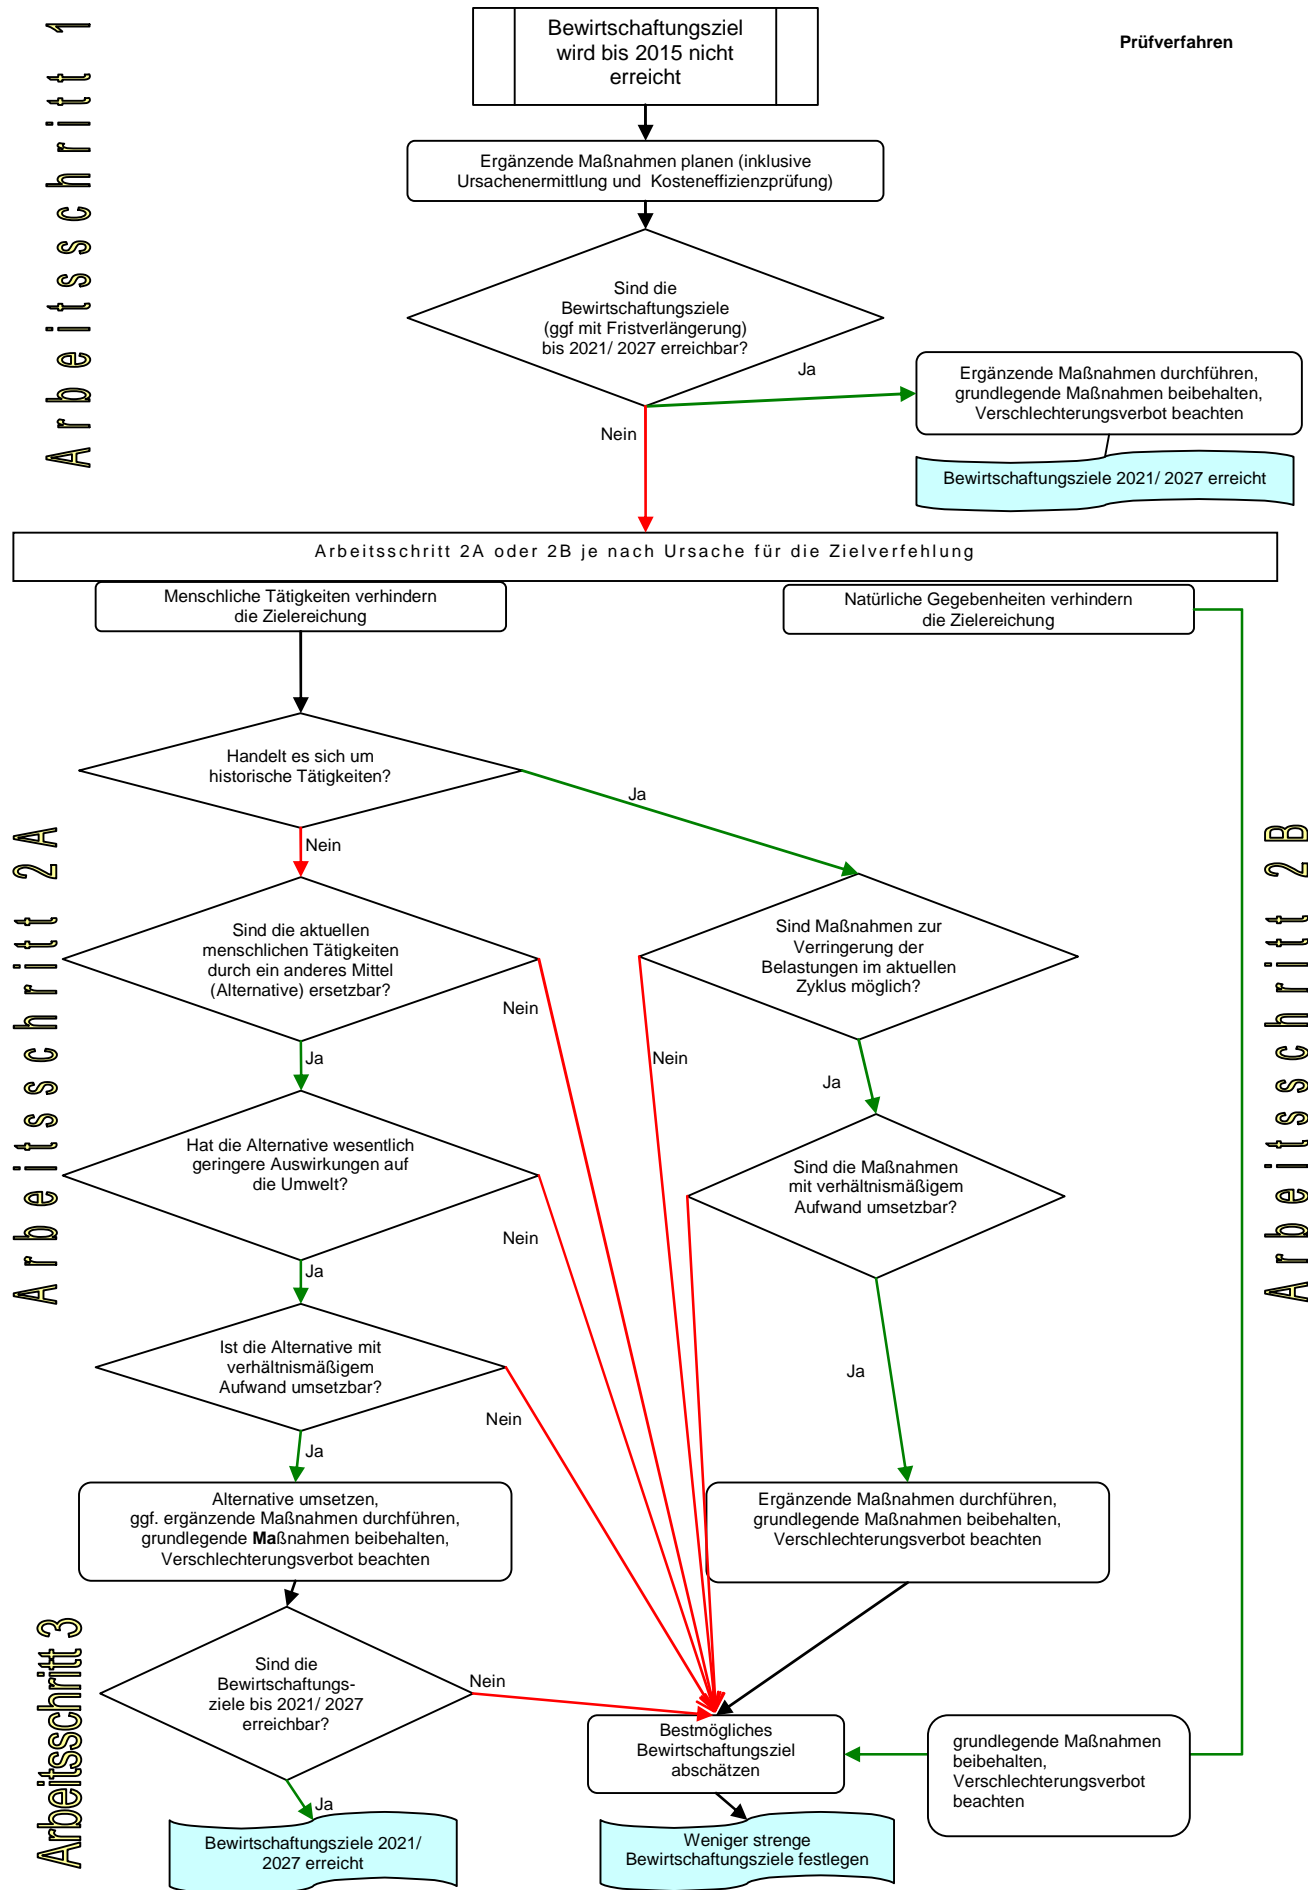 Arbeitsschritt 1
Bewirtschaftungsziel
wird bis 2015 nicht
erreicht
Prüfverfahren
Ergänzende Maßnahmen planen (inklusive
Ursachenermittlung und Kosteneffizienzprüfung)
Sind die
Bewirtschaftungsziele
(ggf mit Fristverlängerung)
bis 2021/ 2027 erreichbar?
Ja
Nein
Ergänzende Maßnahmen durchführen,
grundlegende Maßnahmen beibehalten,
Verschlechterungsverbot beachten
Bewirtschaftungsziele 2021/ 2027 erreicht
Arbeitsschritt 2A oder 2B je nach Ursache für die Zielverfehlung
Menschliche Tätigkeiten verhindern
die Zielereichung
Natürliche Gegebenheiten verhindern
die Zielereichung
Arbeitsschritt 2A
Handelt es sich um
historische Tätigkeiten?
Ja
Nein
Sind die aktuellen
menschlichen Tätigkeiten
durch ein anderes Mittel
(Alternative) ersetzbar?
Nein
Ja
Sind Maßnahmen zur
Verringerung der
Belastungen im aktuellen
Zyklus möglich?
Nein
Ja
Arbeitsschritt 2B
Hat die Alternative wesentlich
geringere Auswirkungen auf
die Umwelt?
Nein
Ja
Sind die Maßnahmen
mit verhältnismäßigem
Aufwand umsetzbar?
Ja
Ist die Alternative mit
verhältnismäßigem
Aufwand umsetzbar?
Nein
Ja
Alternative umsetzen,
ggf. ergänzende Maßnahmen durchführen,
grundlegende Maßnahmen beibehalten,
Verschlechterungsverbot beachten
Ergänzende Maßnahmen durchführen,
grundlegende Maßnahmen beibehalten,
Verschlechterungsverbot beachten
Arbeitsschritt 3
Sind die
Bewirtschaftungs-
ziele bis 2021/ 2027
erreichbar?
Nein
Ja
Bestmögliches
Bewirtschaftungsziel
abschätzen
grundlegende Maßnahmen
beibehalten,
Verschlechterungsverbot
beachten
Bewirtschaftungsziele 2021/
2027 erreicht
Weniger strenge
Bewirtschaftungsziele festlegen